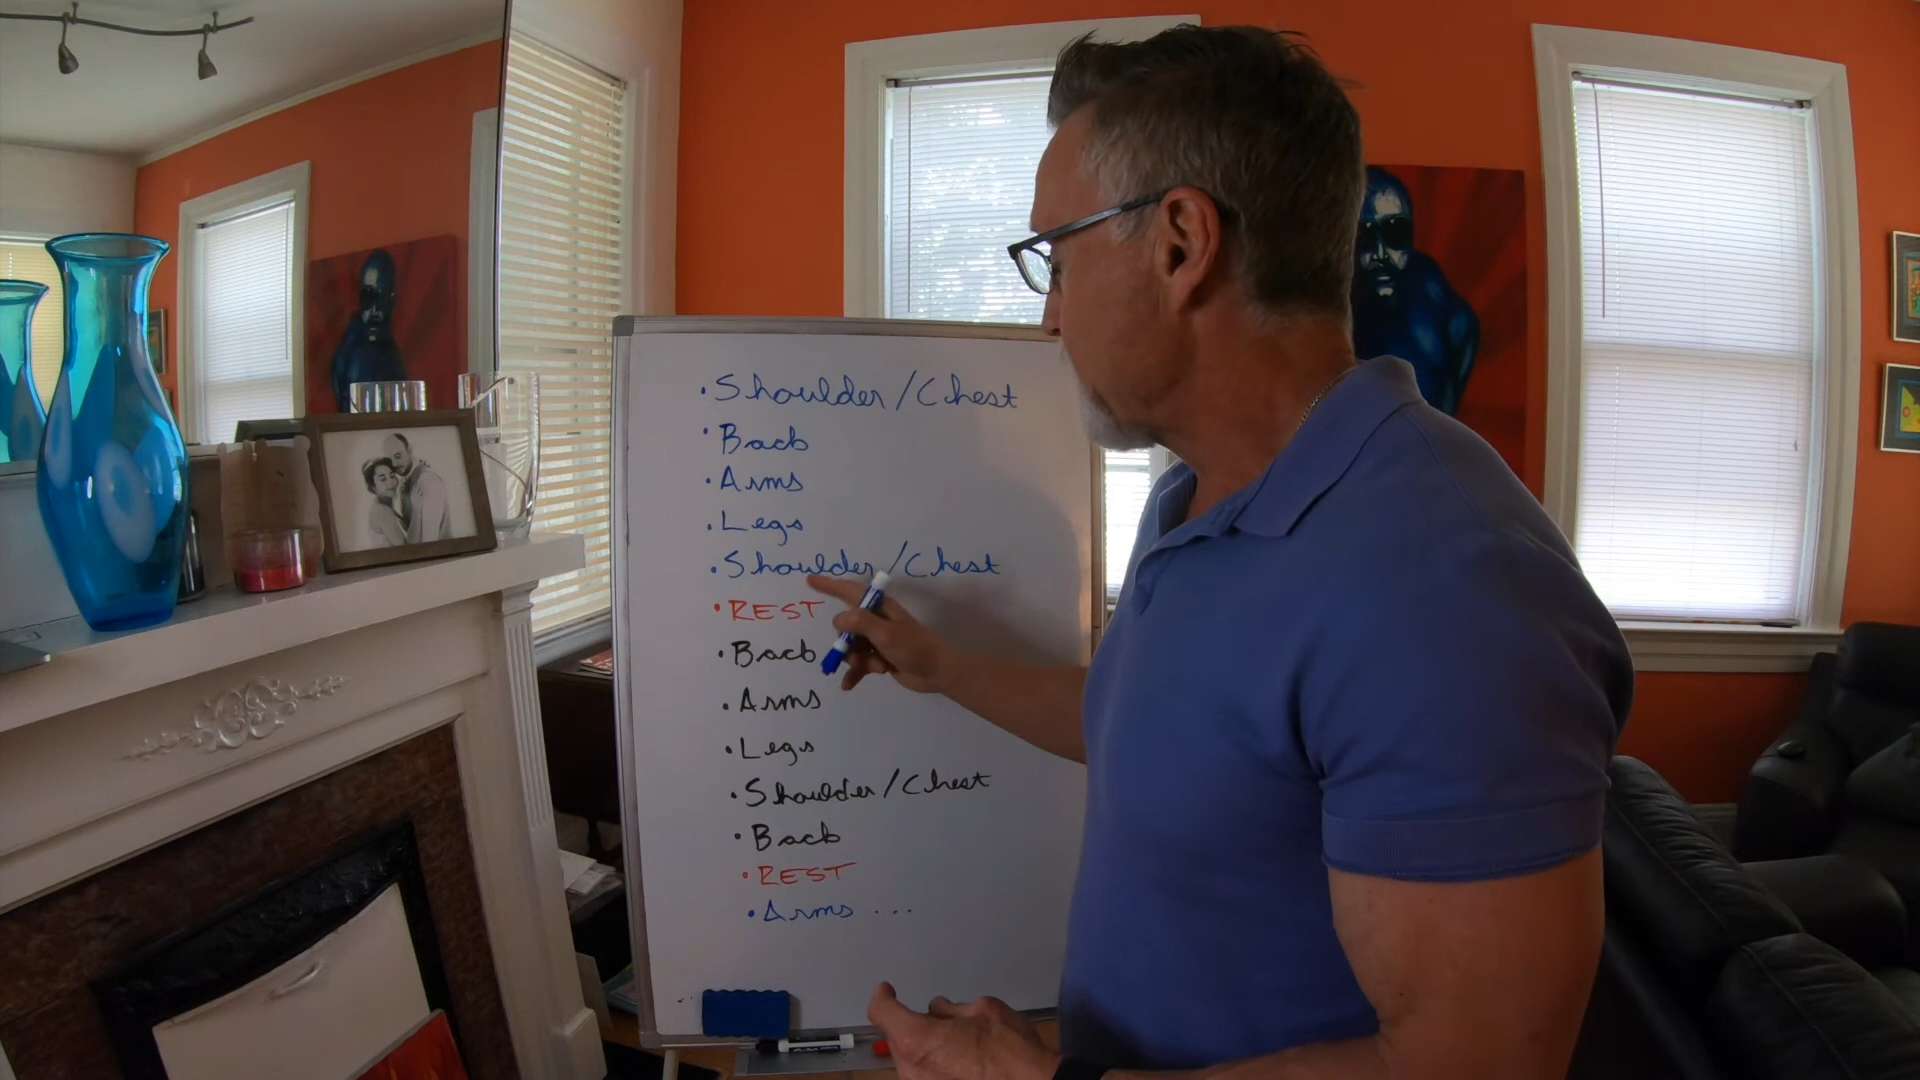 • Shoulder / Chest
• Back
• Arms
• Legs
• Shoulder / Chest
• REST
• Back
• Arms
• Legs
• Shoulder / Chest
• Back
• REST
• Arms ...